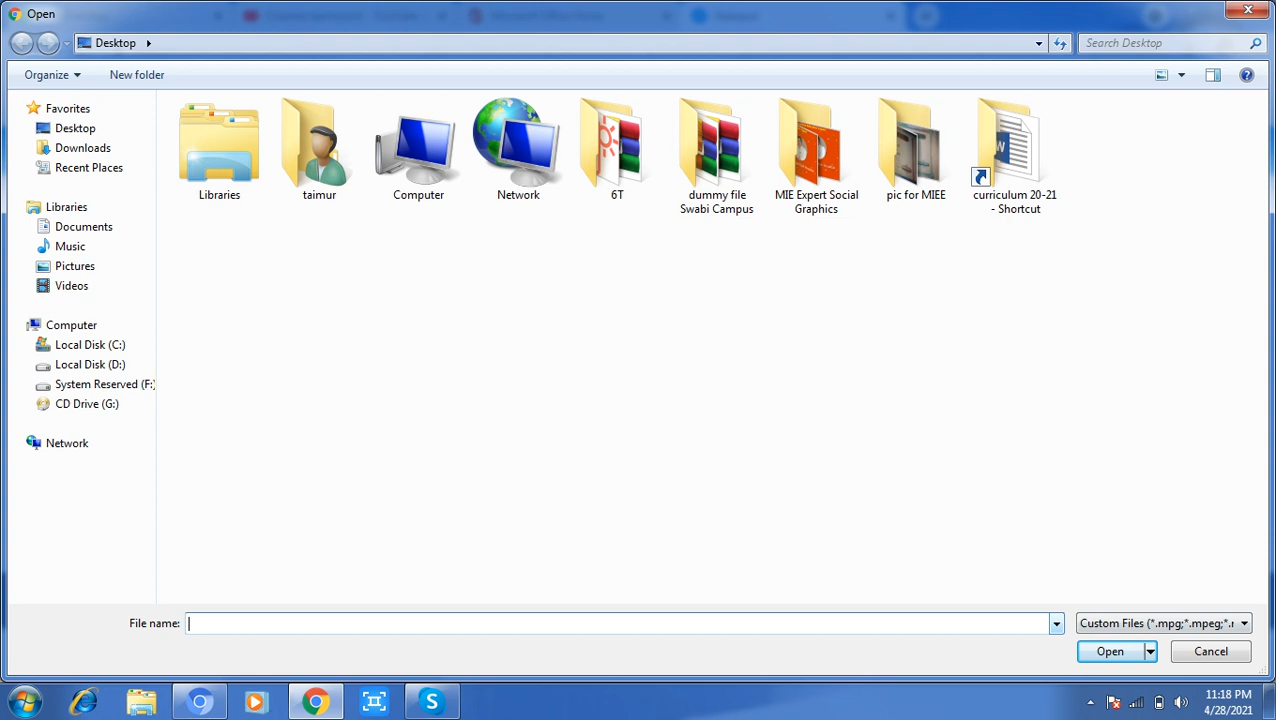 Open
Desktop
Search Desktop
Organize
New folder
Favorites
Desktop
Downloads
Recent Places
Libraries
Documents
Music
Pictures
Videos
Computer
Local Disk (C:)
Local Disk (D:)
System Reserved (F:
CD Drive (G:)
Network
Libraries
taimur
Computer
Network
6T
dummy file
Swabi Campus
MIE Expert Social
Graphics
pic for MIEE
curriculum 20-21
- Shortcut
File name:
Custom Files (*.mpg;*.mpeg;*.r
Open
Cancel
11:18 PM
4/28/2021